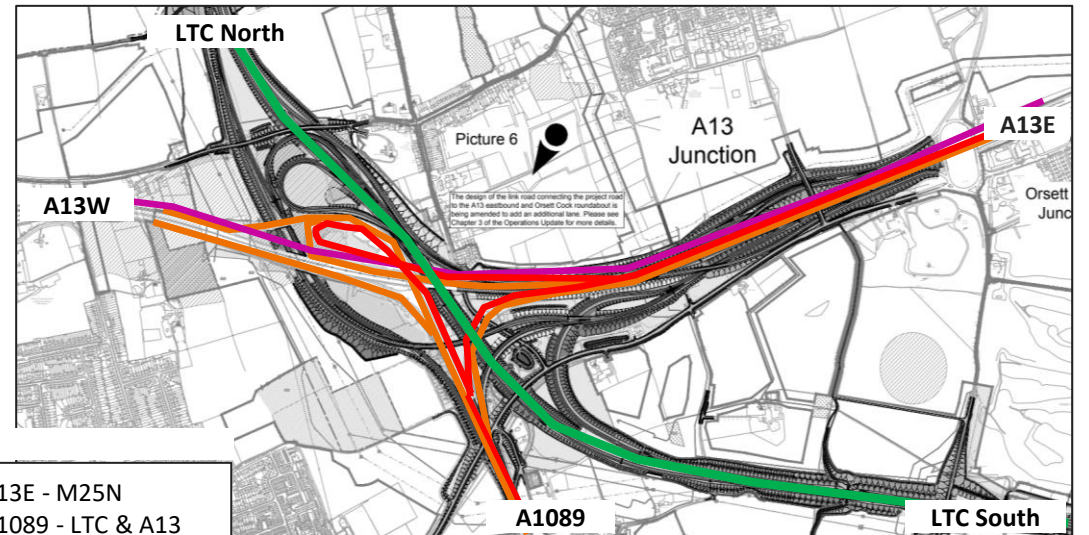 LTC North
Picture 6
A13
Junction
A13E
A13W
The design of the link road connecting the project road
to the A13 eastbound and Orsett Cock roundabout is
being amended to add an additional lane. Please see
Chapter 3 of the Operations Update for more details.
Orsett
Junc
13E - M25N
1089 - LTC & A13
A1089
LTC South